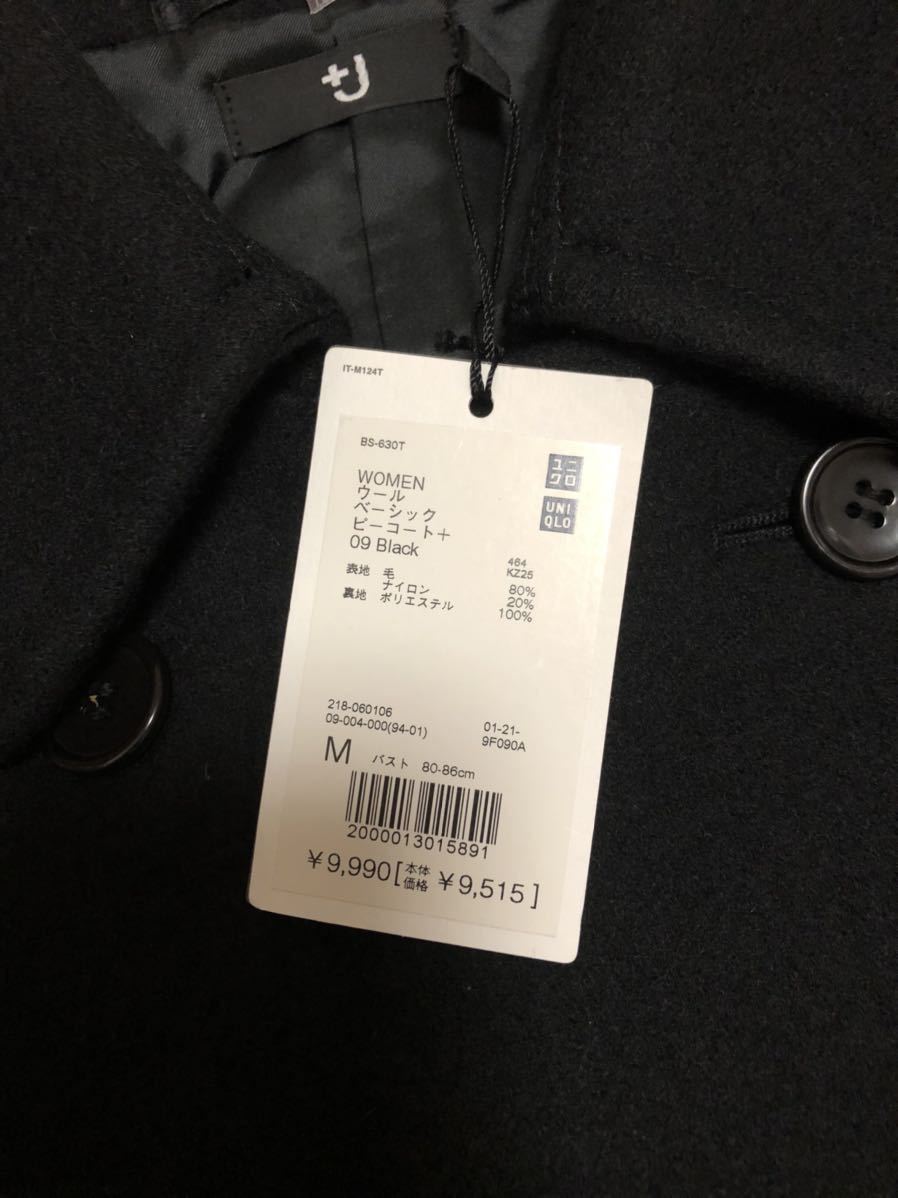 +J
IT-M124T
BS-630T
ユニ
クロ
UNI
QLO
WOMEN
ウール
ベーシック
ピーコート+
09 Black
464
KZ25
表地 毛 80%
ナイロン 20%
裏地 ポリエステル 100%
218-060106
09-004-000(94-01)
01-21-
9F090A
M バスト 80-86cm
2000013015891
¥9,990[本体価格 ¥9,515]